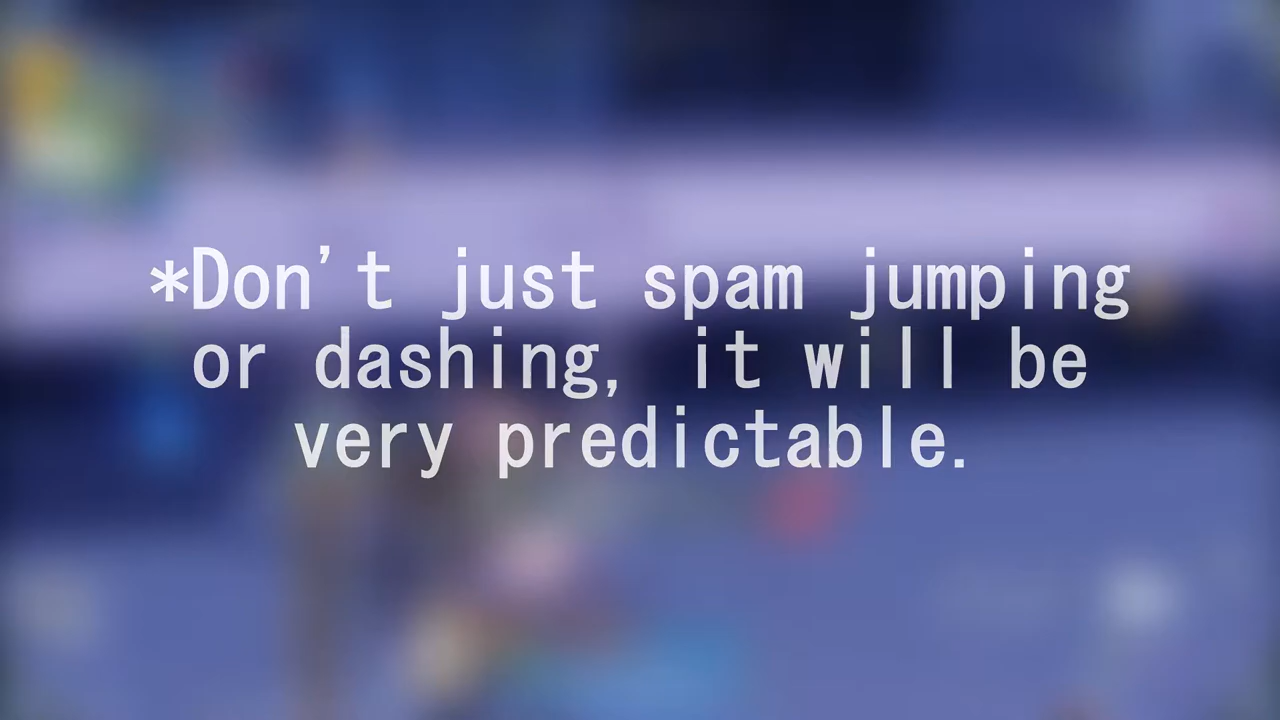 *Don't just spam jumping
or dashing, it will be
very predictable.